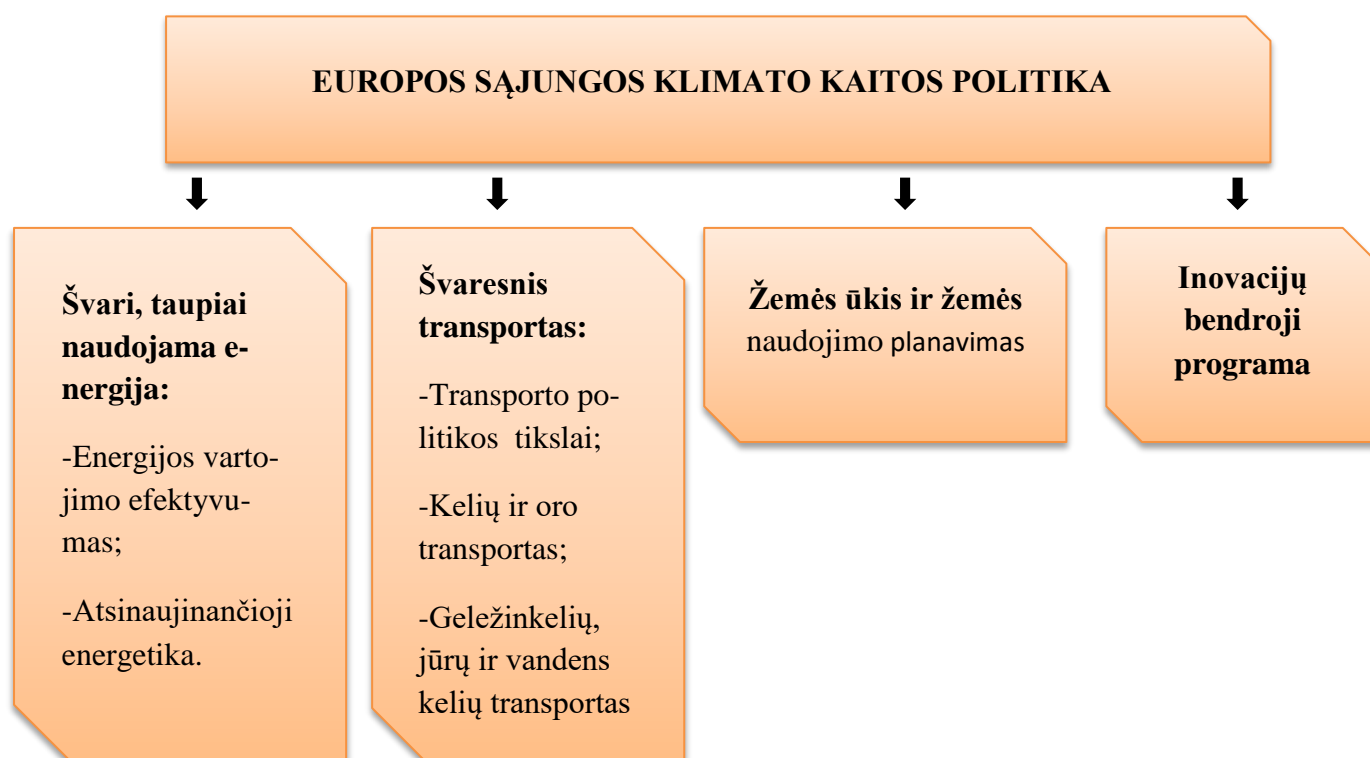 EUROPOS SĄJUNGOS KLIMATO KAITOS POLITIKA
Švari, taupiai
naudojama e-
nergija:
-Energijos varto-
jimo efektyvu-
mas;
-Atsinaujinančioji
energetika.
Švaresnis
transportas:
-Transporto po-
litikos  tikslai;
-Kelių ir oro
transportas;
-Geležinkelių,
jūrų ir vandens
kelių transportas
Žemės ūkis ir žemės
naudojimo planavimas
Inovacijų
bendroji
programa